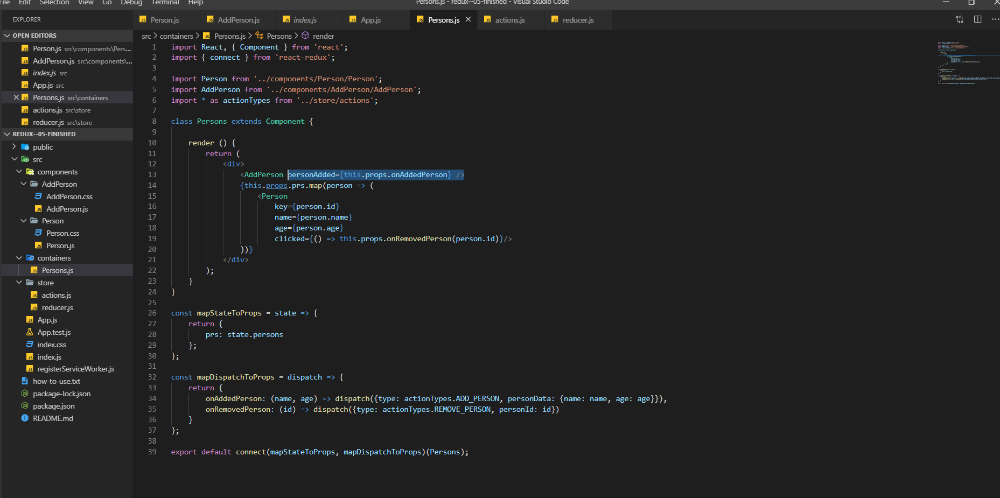 File Edit Selection View Go Debug Terminal Help
Persons.js - redux--05-finished - Visual Studio Code
EXPLORER
OPEN EDITORS
Person.js src\components\Pers...
AddPerson.js src\components\...
index.js src
App.js src
Persons.js src\containers
actions.js src\store
reducer.js src\store
REDUX--05-FINISHED
public
src
components
AddPerson
AddPerson.css
AddPerson.js
Person
Person.css
Person.js
containers
Persons.js
store
actions.js
reducer.js
App.js
App.test.js
index.css
index.js
registerServiceWorker.js
how-to-use.txt
package-lock.json
package.json
README.md
Person.js AddPerson.js index.js App.js Persons.js actions.js reducer.js
src > containers > Persons.js > Persons > render
1 import React, { Component } from 'react';
2 import { connect } from 'react-redux';
3
4 import Person from '../components/Person/Person';
5 import AddPerson from '../components/AddPerson/AddPerson';
6 import * as actionTypes from '../store/actions';
7
8 class Persons extends Component {
9
10 render () {
11 return (
12 <div>
13 <AddPerson personAdded={this.props.onAddedPerson} />
14 {this.props.prs.map(person => (
15 <Person
16 key={person.id}
17 name={person.name}
18 age={person.age}
19 clicked={() => this.props.onRemovedPerson(person.id)}/>
20 ))}
21 </div>
22 );
23 }
24 }
25
26 const mapStateToProps = state => {
27 return {
28 prs: state.persons
29 };
30 };
31
32 const mapDispatchToProps = dispatch => {
33 return {
34 onAddedPerson: (name, age) => dispatch({type: actionTypes.ADD_PERSON, personData: {name: name, age: age}}),
35 onRemovedPerson: (id) => dispatch({type: actionTypes.REMOVE_PERSON, personId: id})
36 }
37 };
38
39 export default connect(mapStateToProps, mapDispatchToProps)(Persons);